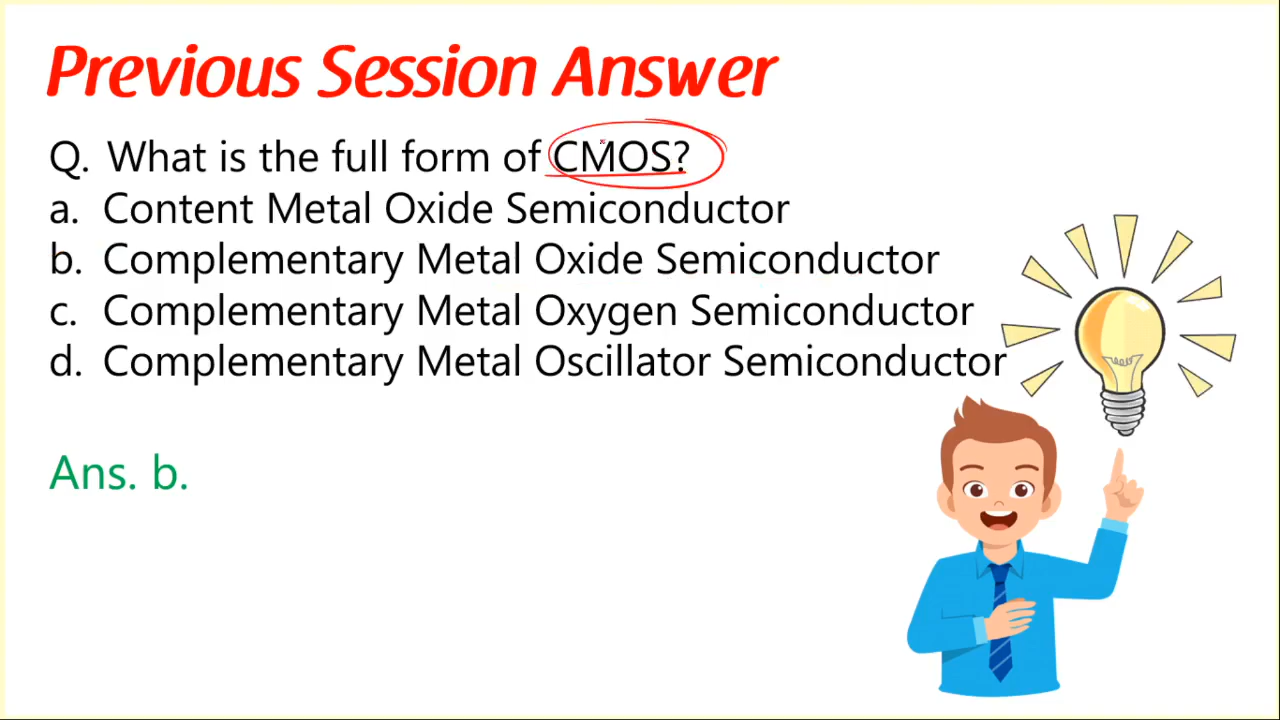 Previous Session Answer
Q. What is the full form of CMOS?
a. Content Metal Oxide Semiconductor
b. Complementary Metal Oxide Semiconductor
c. Complementary Metal Oxygen Semiconductor
d. Complementary Metal Oscillator Semiconductor
Ans. b.